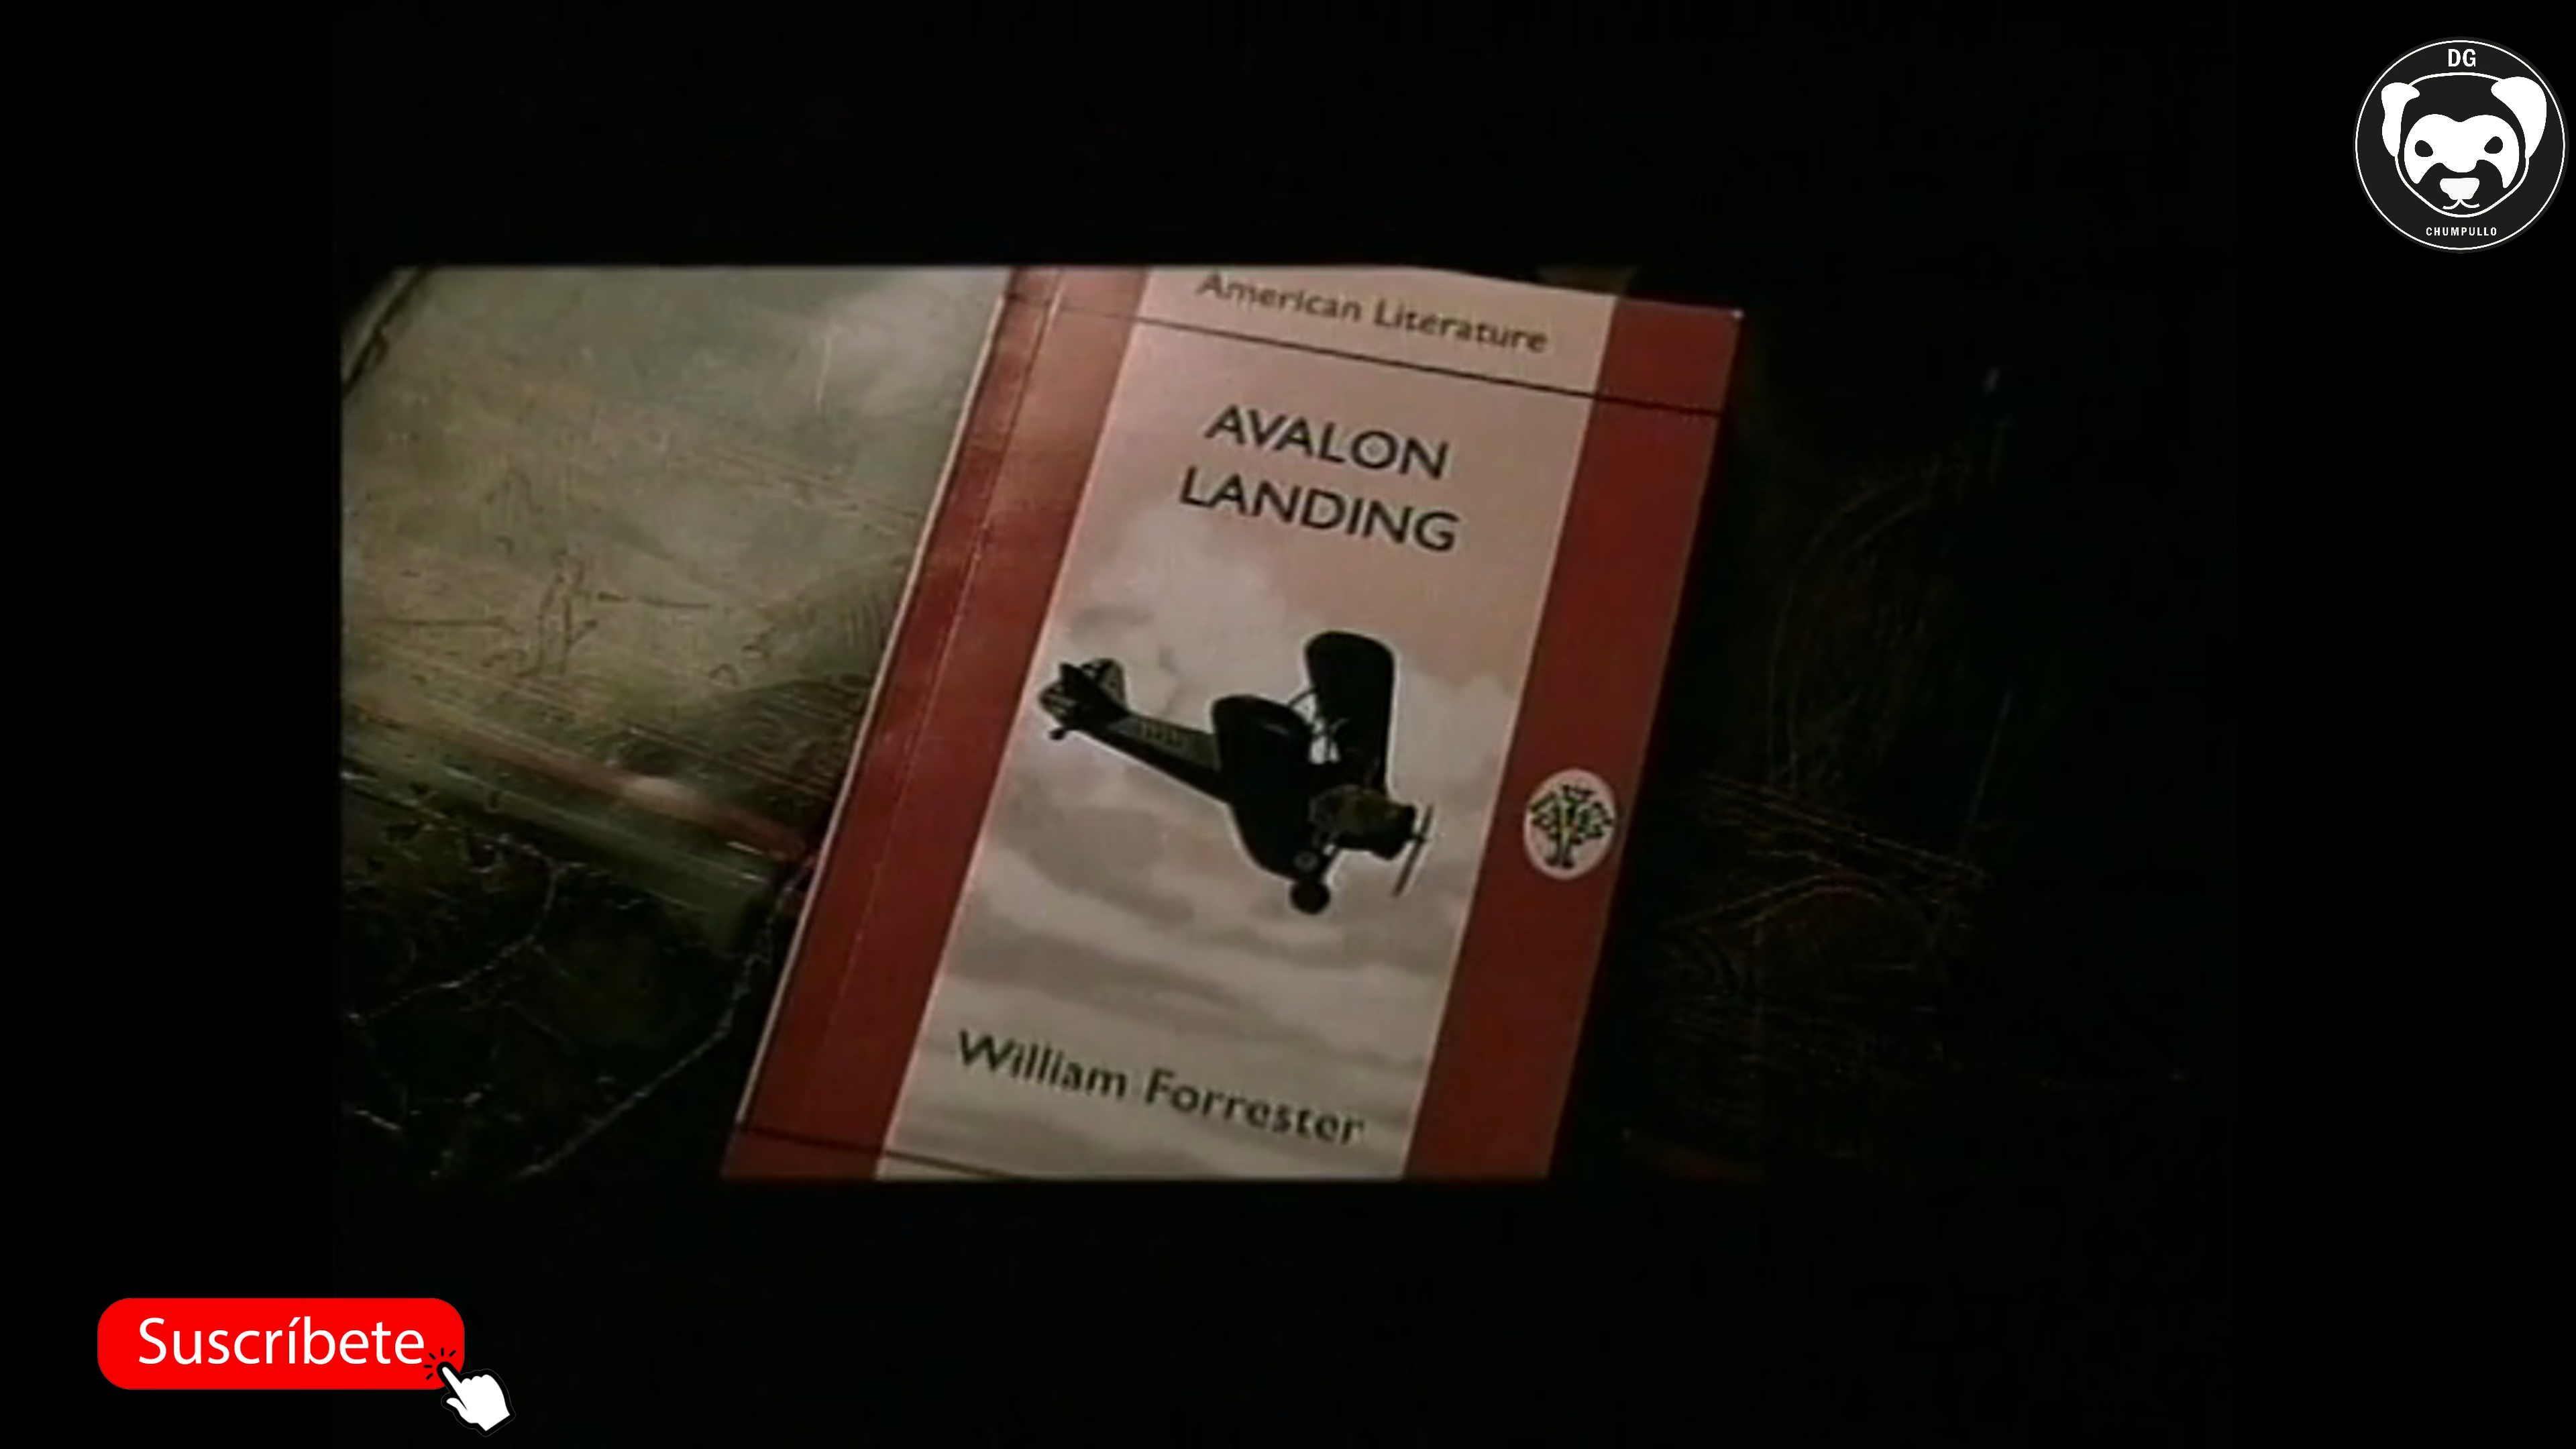 DG
CHUMPULLO
American Literature
AVALON
LANDING
William Forrester
Suscríbete